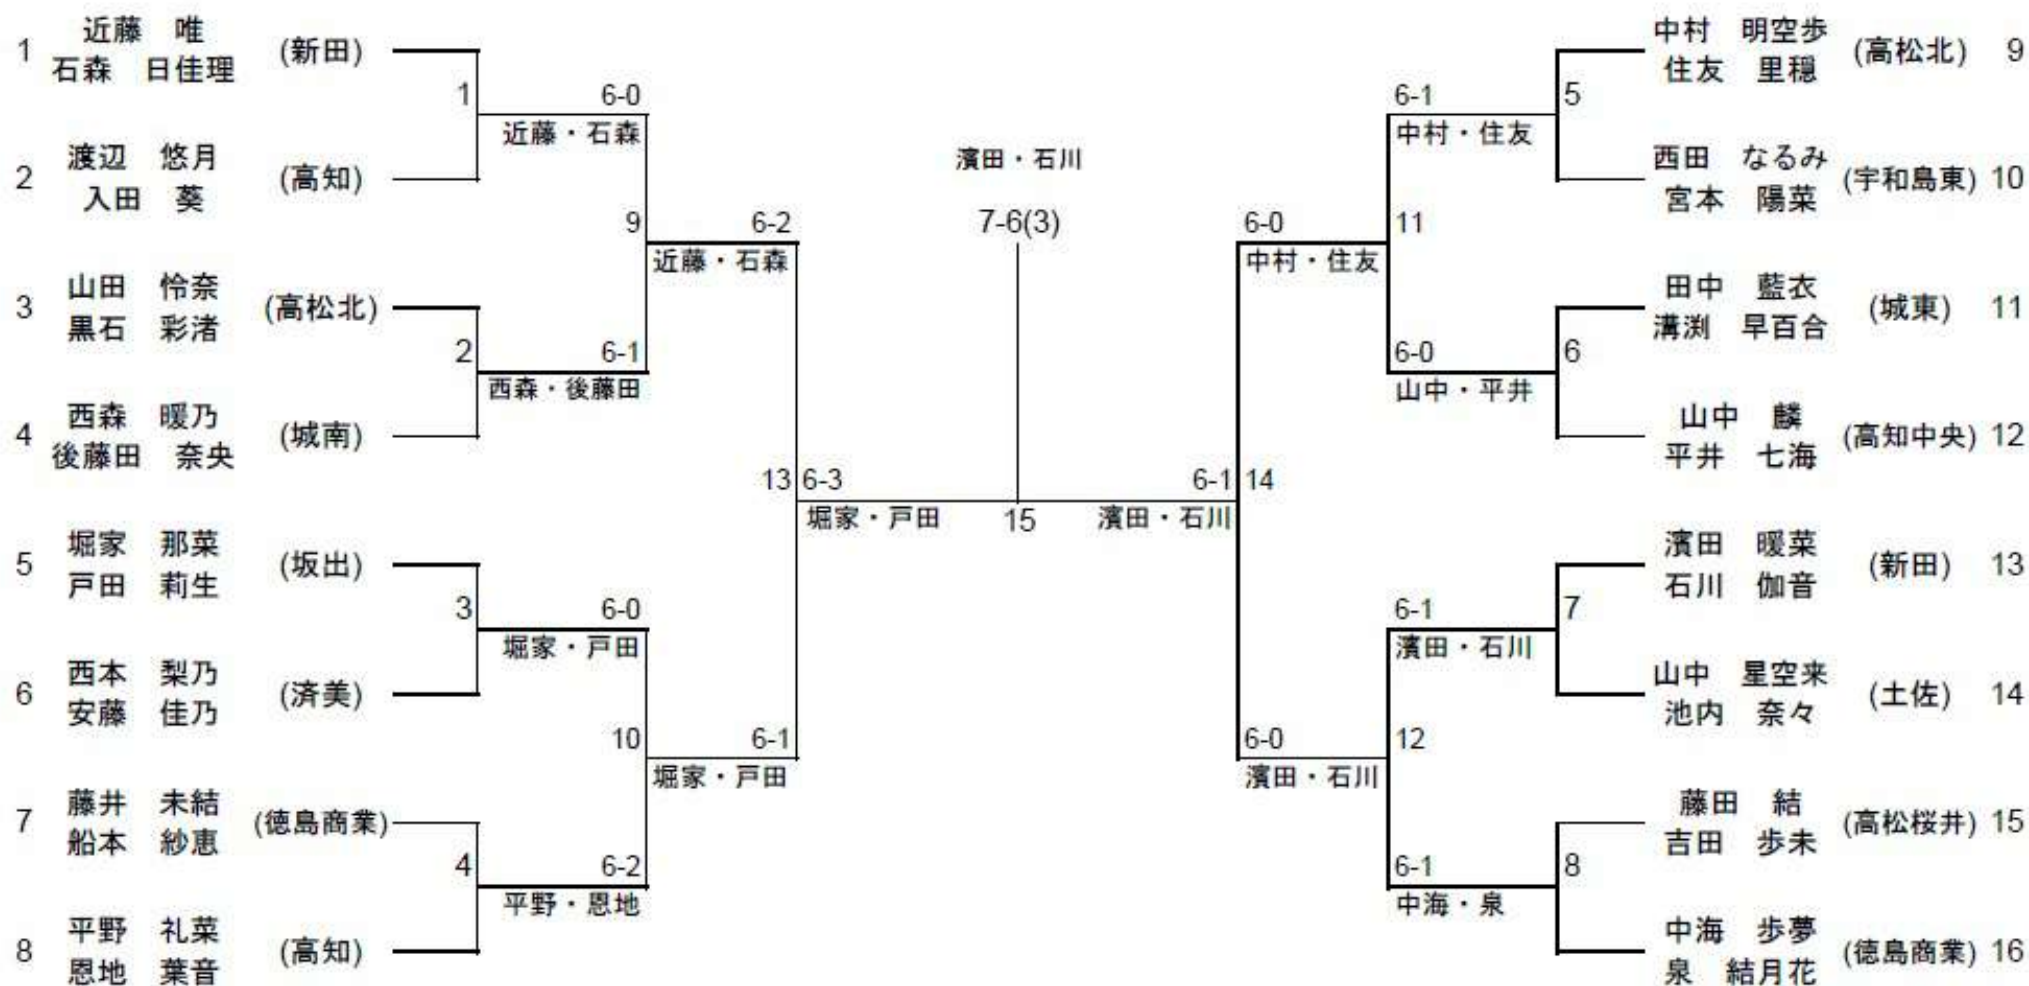 1 近藤 唯 (新田)
石森 日佳理
2 渡辺 悠月 (高知)
入田 葵
3 山田 怜奈 (高松北)
黒石 彩渚
4 西森 暖乃 (城南)
後藤田 奈央
5 堀家 那菜 (坂出)
戸田 莉生
6 西本 梨乃 (済美)
安藤 佳乃
7 藤井 未結 (徳島商業)
船本 紗恵
8 平野 礼菜 (高知)
恩地 葉音
1 6-0
近藤・石森
2 6-1
西森・後藤田
3 6-0
堀家・戸田
4 6-2
平野・恩地
9 6-2
近藤・石森
10 6-1
堀家・戸田
13 6-3
堀家・戸田
濱田・石川
7-6(3)
15
6-1 14
濱田・石川
6-0 11
中村・住友
6-0 12
濱田・石川
6-1 5
中村・住友
6-0 6
山中・平井
6-1 7
濱田・石川
6-1 8
中海・泉
中村 明空歩 (高松北) 9
住友 里穏
西田 なるみ (宇和島東) 10
宮本 陽菜
田中 藍衣 (城東) 11
溝渕 早百合
山中 麟 (高知中央) 12
平井 七海
濱田 暖菜 (新田) 13
石川 伽音
山中 星空来 (土佐) 14
池内 奈々
藤田 結 (高松桜井) 15
吉田 歩未
中海 歩夢 (徳島商業) 16
泉 結月花